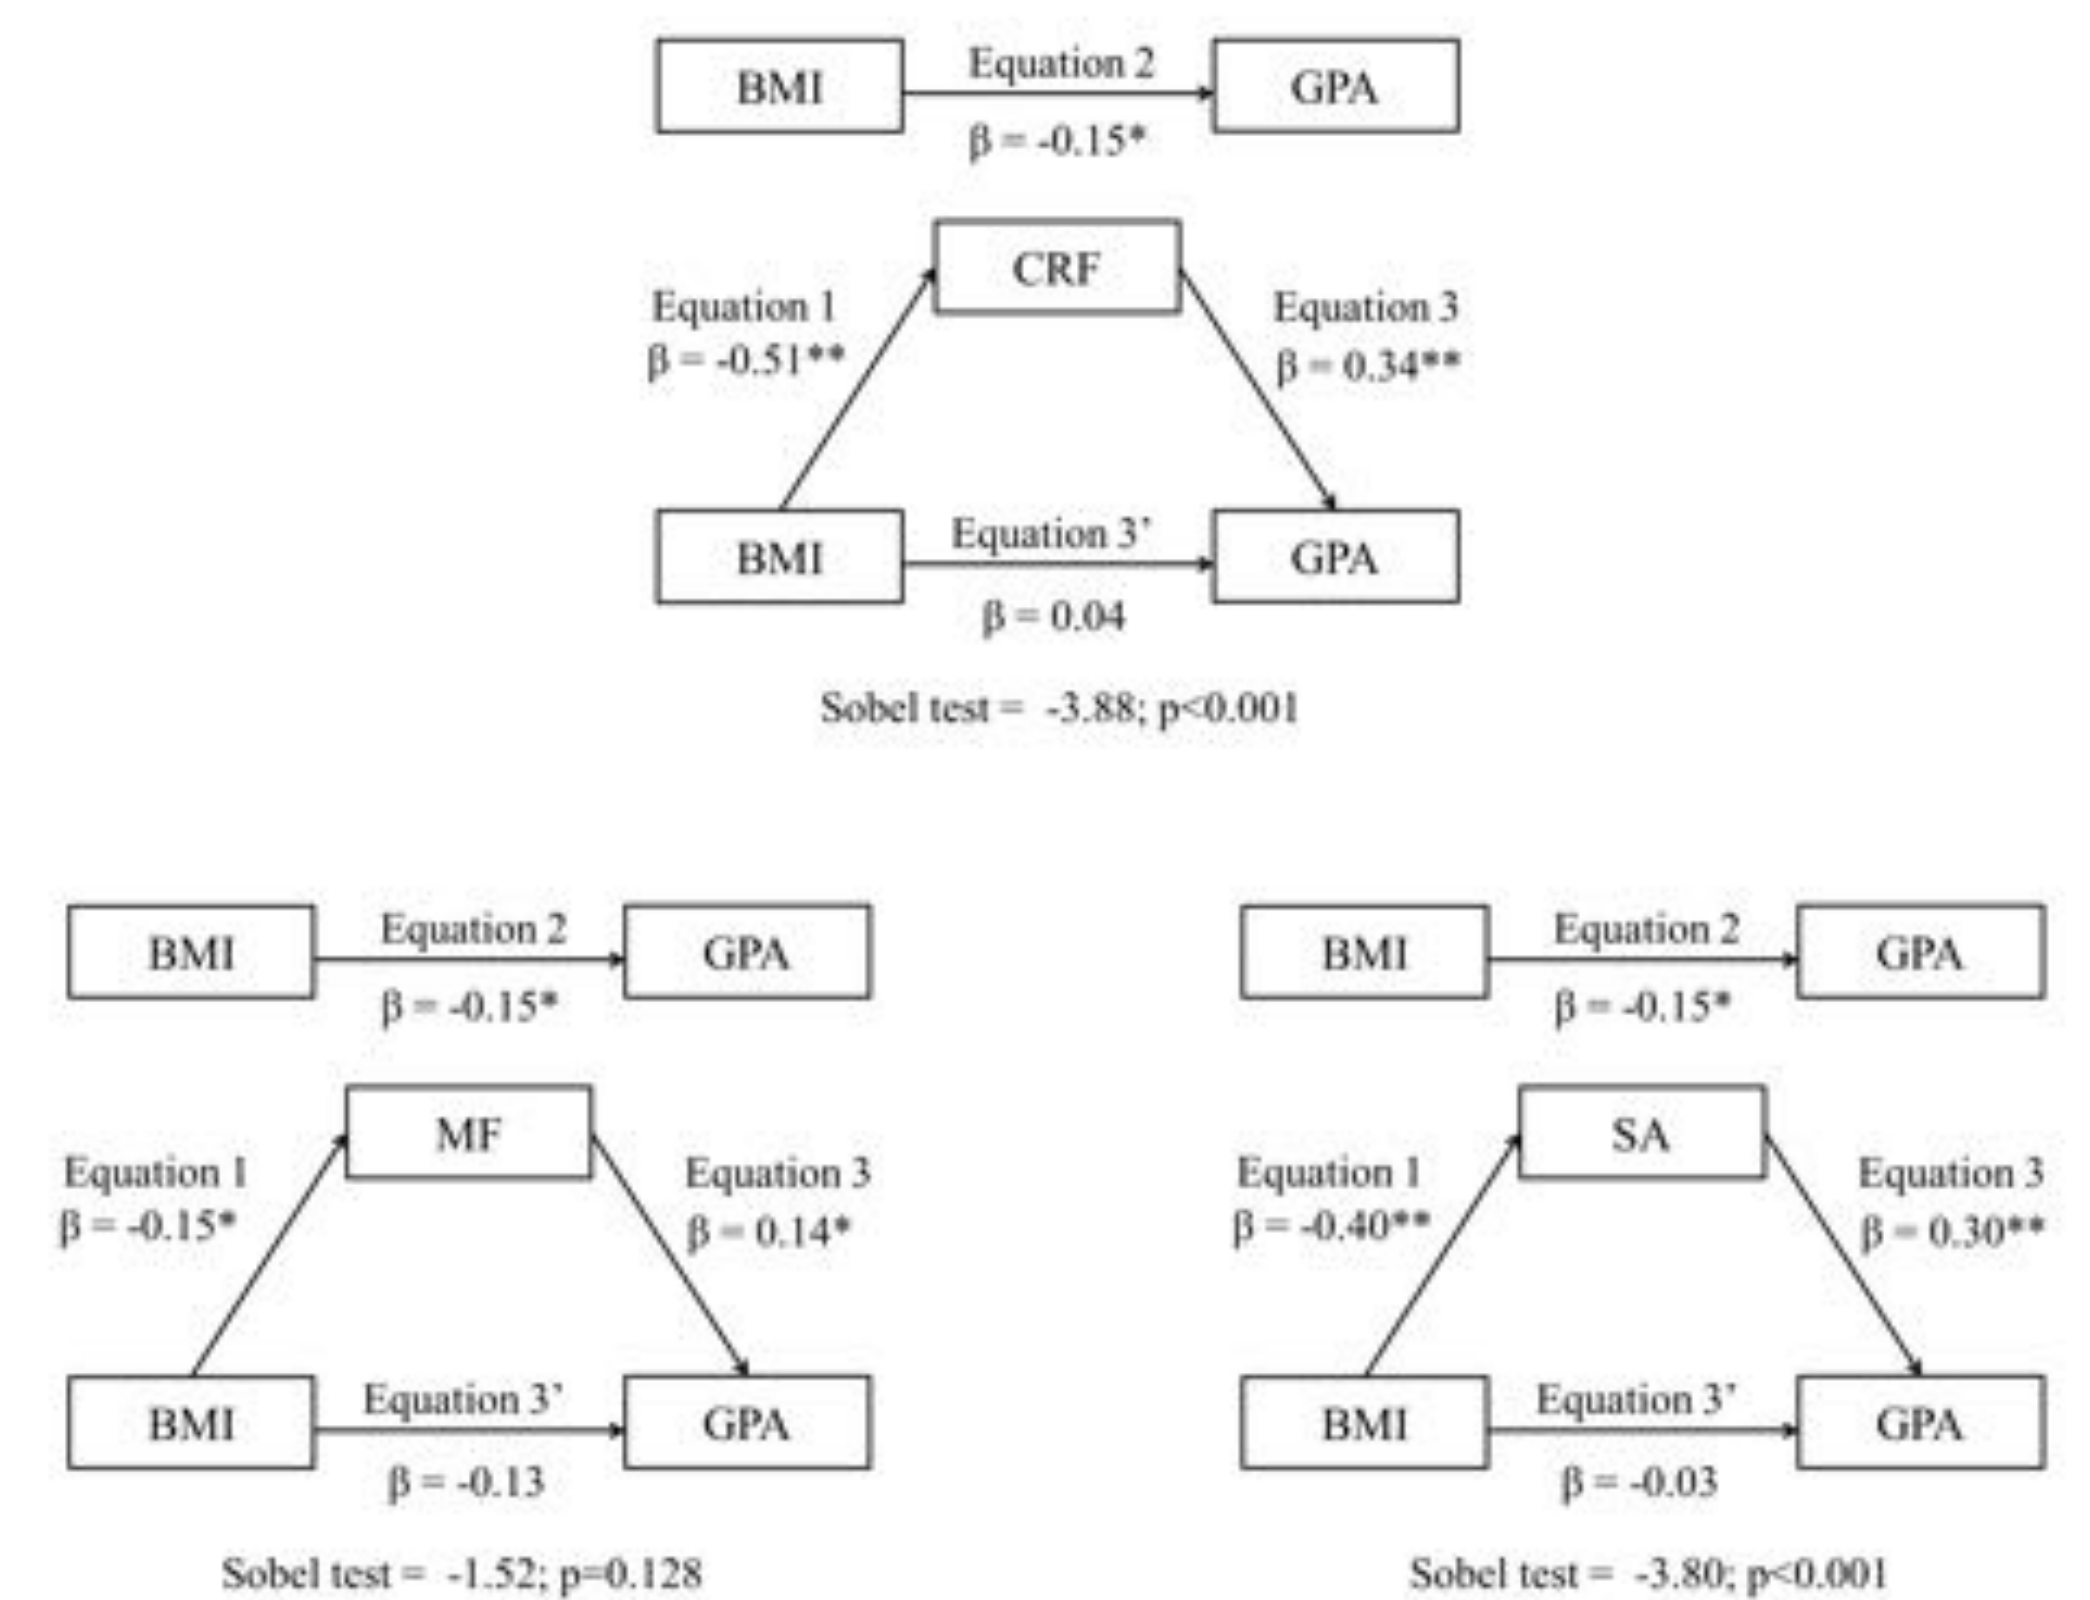 BMI
Equation 2
GPA
β = -0.15*
CRF
Equation 1
β = -0.51**
Equation 3
β = 0.34**
BMI
Equation 3’
GPA
β = 0.04
Sobel test = -3.88; p<0.001
BMI
Equation 2
GPA
β = -0.15*
MF
Equation 1
β = -0.15*
Equation 3
β = 0.14*
BMI
Equation 3’
GPA
β = -0.13
Sobel test = -1.52; p=0.128
BMI
Equation 2
GPA
β = -0.15*
SA
Equation 1
β = -0.40**
Equation 3
β = 0.30**
BMI
Equation 3’
GPA
β = -0.03
Sobel test = -3.80; p<0.001